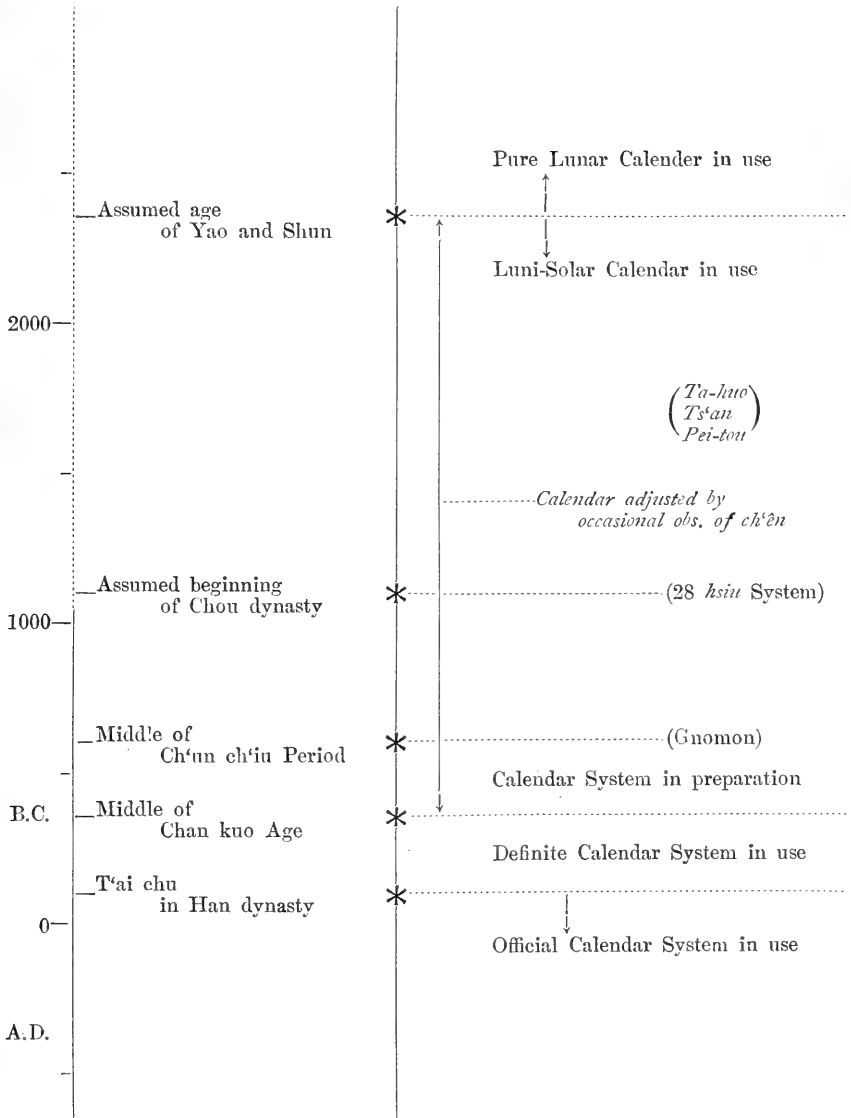 Pure Lunar Calender in use
Assumed age
of Yao and Shun
Luni-Solar Calendar in use
2000
Ta-huo
Ts‘an
Pei-tou
Calendar adjusted by
occasional obs. of ch‘ên
Assumed beginning
of Chou dynasty
(28 hsiu System)
1000
Middle of
Ch‘un ch‘iu Period
(Gnomon)
Calendar System in preparation
B.C.
Middle of
Chan kuo Age
Definite Calendar System in use
T‘ai chu
in Han dynasty
0
Official Calendar System in use
A.D.